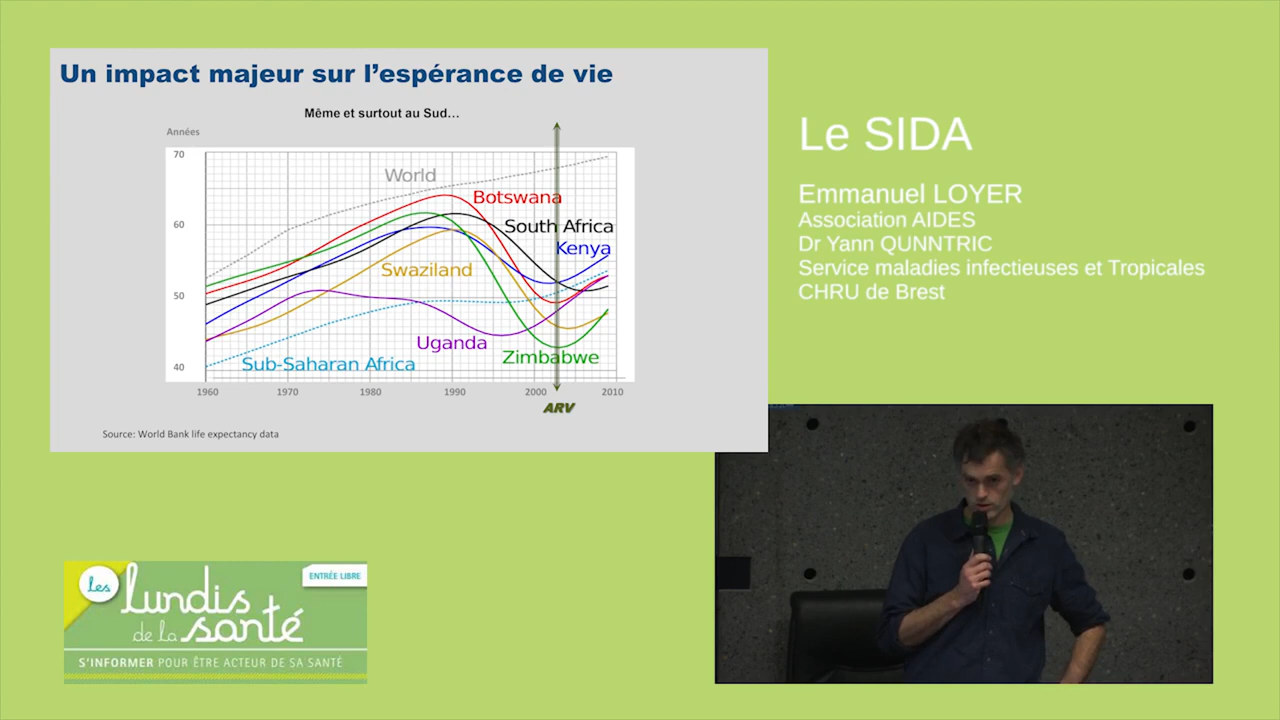 Un impact majeur sur l'espérance de vie
Même et surtout au Sud...
Années
70
60
50
40
World
Botswana
South Africa
Kenya
Swaziland
Uganda
Zimbabwe
Sub-Saharan Africa
1960 1970 1980 1990 2000 2010
ARV
Source: World Bank life expectancy data
Le SIDA
Emmanuel LOYER
Association AIDES
Dr Yann QUNNTRIC
Service maladies infectieuses et Tropicales
CHRU de Brest
les
lundis
de la santé
ENTRÉE LIBRE
S'INFORMER POUR ÊTRE ACTEUR DE SA SANTÉ